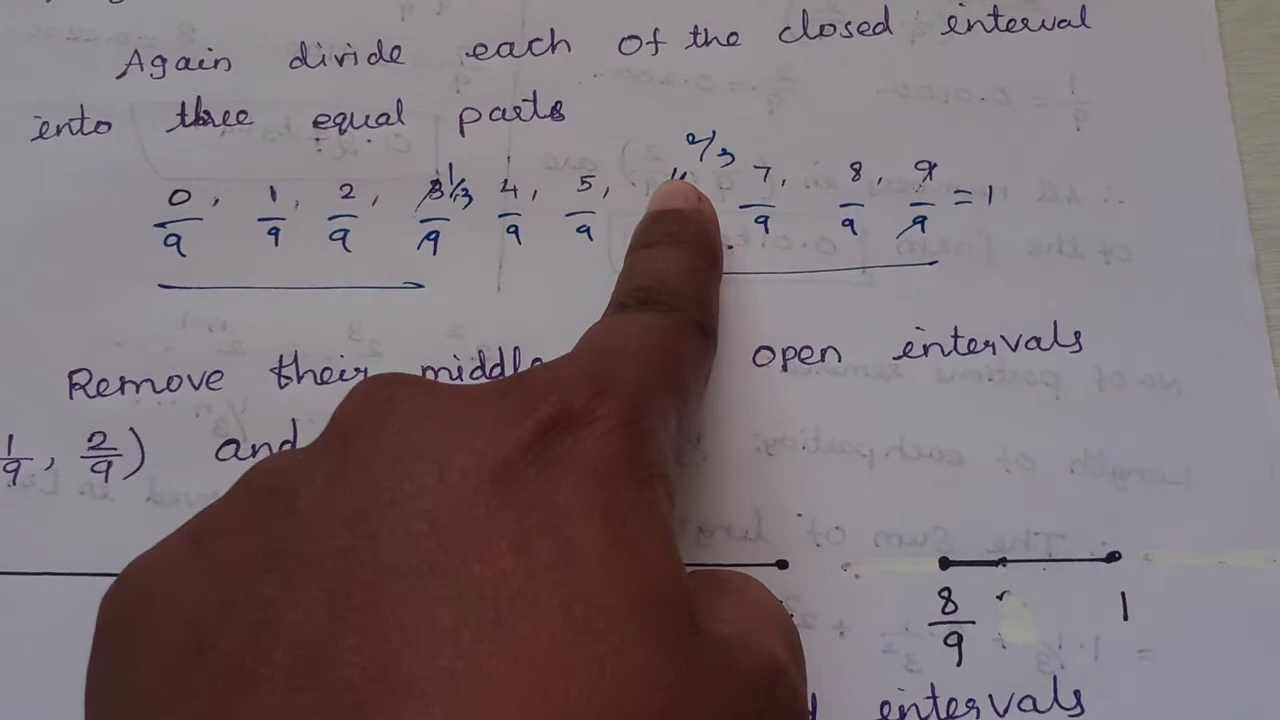 Again divide each of the closed interval
into three equal parts
2/3
0/9, 1/9, 2/9, 3/9 1/3 4/9, 5/9, 7/9, 8/9, 9/9 = 1
Remove their middle open intervals
1/9, 2/9) and
8/9 1
intervals